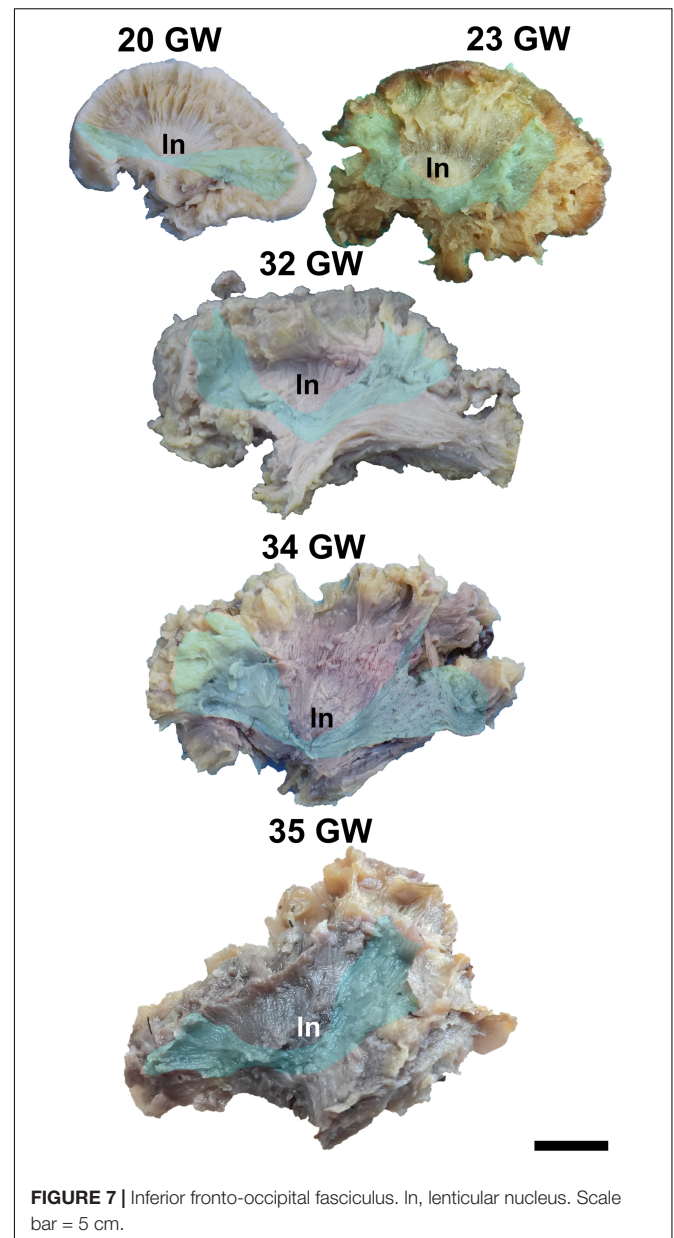 20 GW
23 GW
In
In
32 GW
In
34 GW
In
35 GW
In
FIGURE 7 | Inferior fronto-occipital fasciculus. In, lenticular nucleus. Scale
bar = 5 cm.